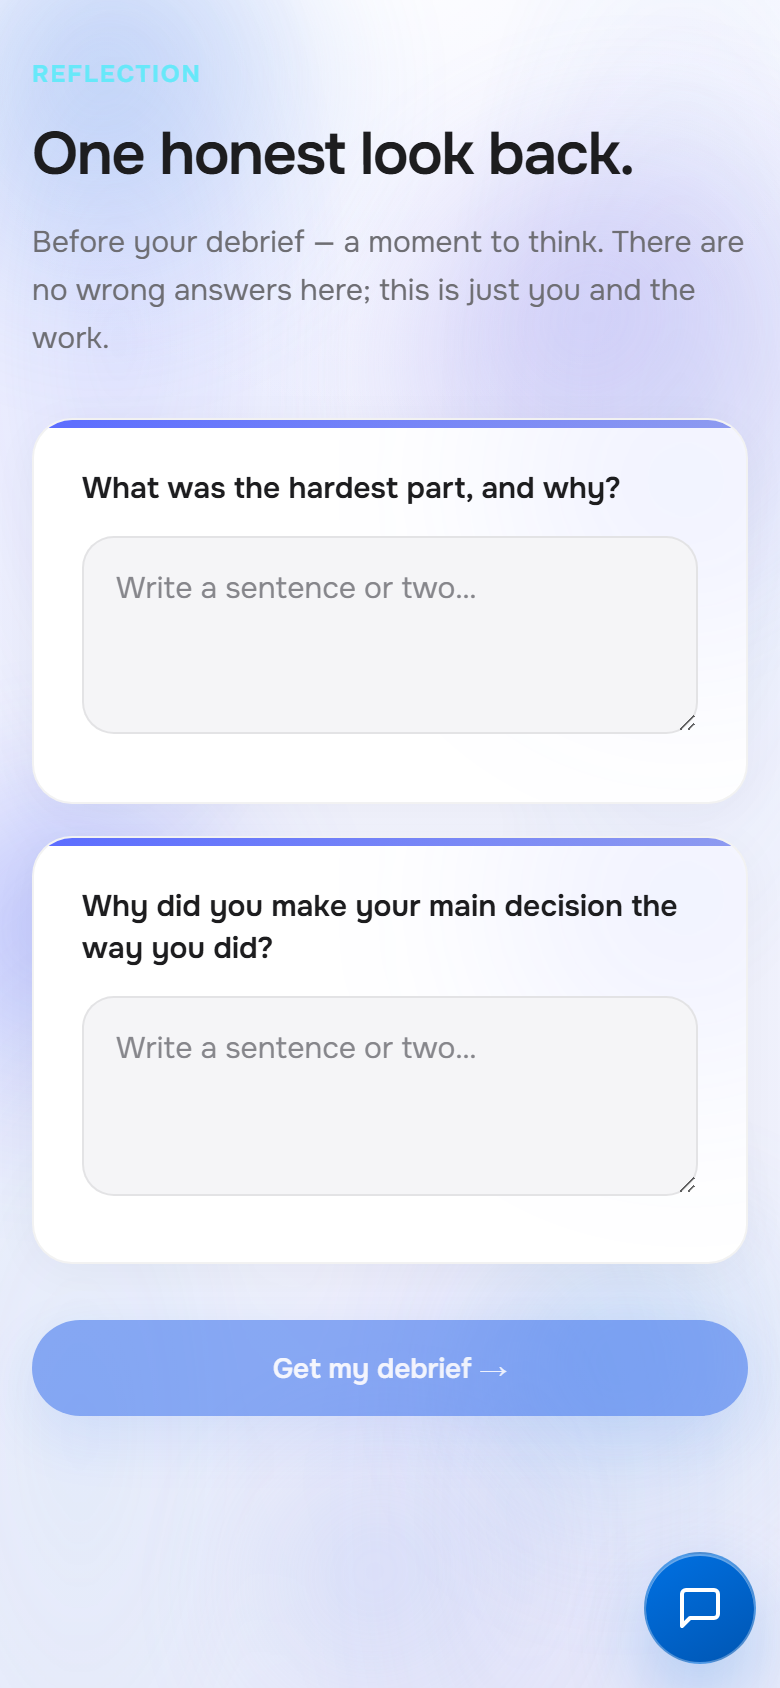 REFLECTION
One honest look back.
Before your debrief — a moment to think. There are
no wrong answers here; this is just you and the
work.
What was the hardest part, and why?
Write a sentence or two...
Why did you make your main decision the
way you did?
Write a sentence or two...
Get my debrief →